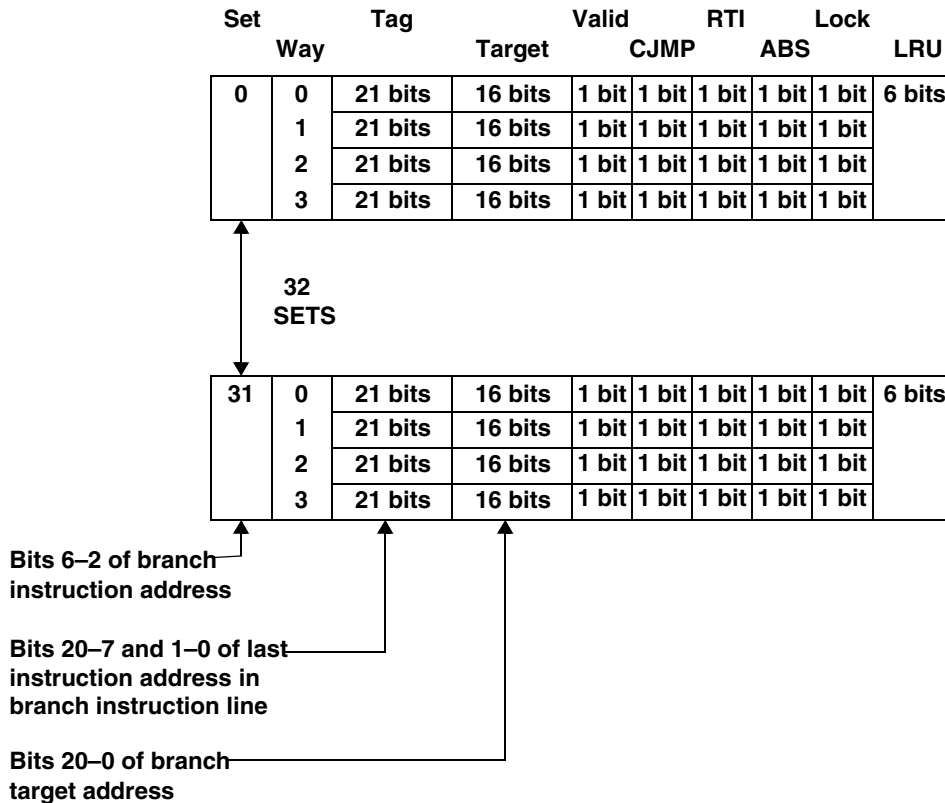 Set Tag Valid RTI Lock
Way Target CJMP ABS LRU
0 0 21 bits 16 bits 1 bit 1 bit 1 bit 1 bit 1 bit 6 bits
1 21 bits 16 bits 1 bit 1 bit 1 bit 1 bit 1 bit
2 21 bits 16 bits 1 bit 1 bit 1 bit 1 bit 1 bit
3 21 bits 16 bits 1 bit 1 bit 1 bit 1 bit 1 bit
32
SETS
31 0 21 bits 16 bits 1 bit 1 bit 1 bit 1 bit 1 bit 6 bits
1 21 bits 16 bits 1 bit 1 bit 1 bit 1 bit 1 bit
2 21 bits 16 bits 1 bit 1 bit 1 bit 1 bit 1 bit
3 21 bits 16 bits 1 bit 1 bit 1 bit 1 bit 1 bit
Bits 6–2 of branch
instruction address
Bits 20–7 and 1–0 of last
instruction address in
branch instruction line
Bits 20–0 of branch
target address